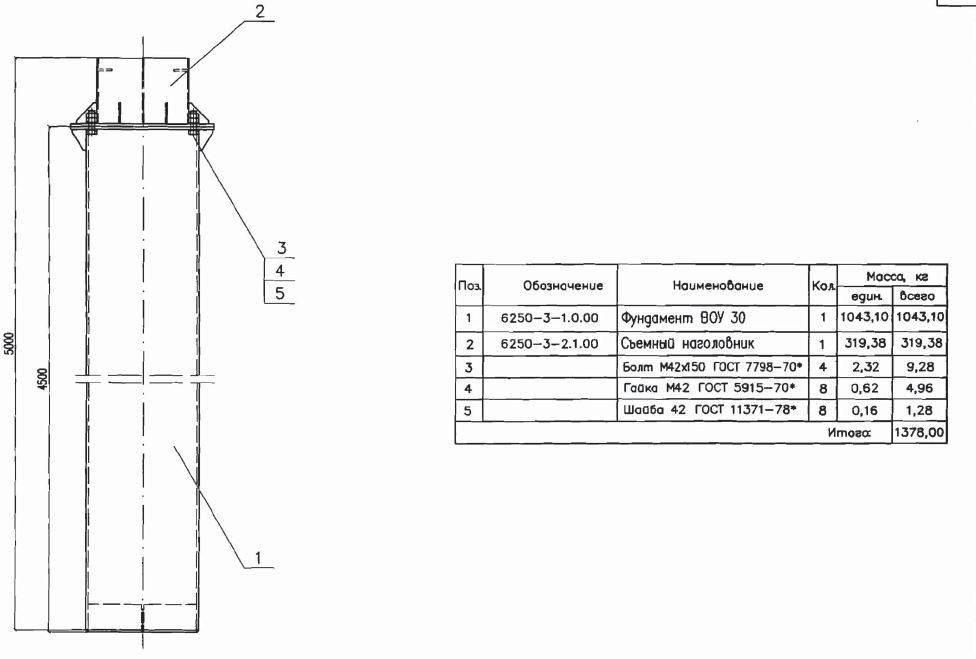 2
3
4
5
5000
4500
1
Поз. Обозначение Наименование Кол. Масса, кг
един. всего
1 6250-3-1.0.00 Фундамент ВОУ 30 1 1043,10 1043,10
2 6250-3-2.1.00 Съемный наголовник 1 319,38 319,38
3 Болт М42х150 ГОСТ 7798-70* 4 2,32 9,28
4 Гайка М42 ГОСТ 5915-70* 8 0,62 4,96
5 Шайба 42 ГОСТ 11371-78* 8 0,16 1,28
Итого: 1378,00